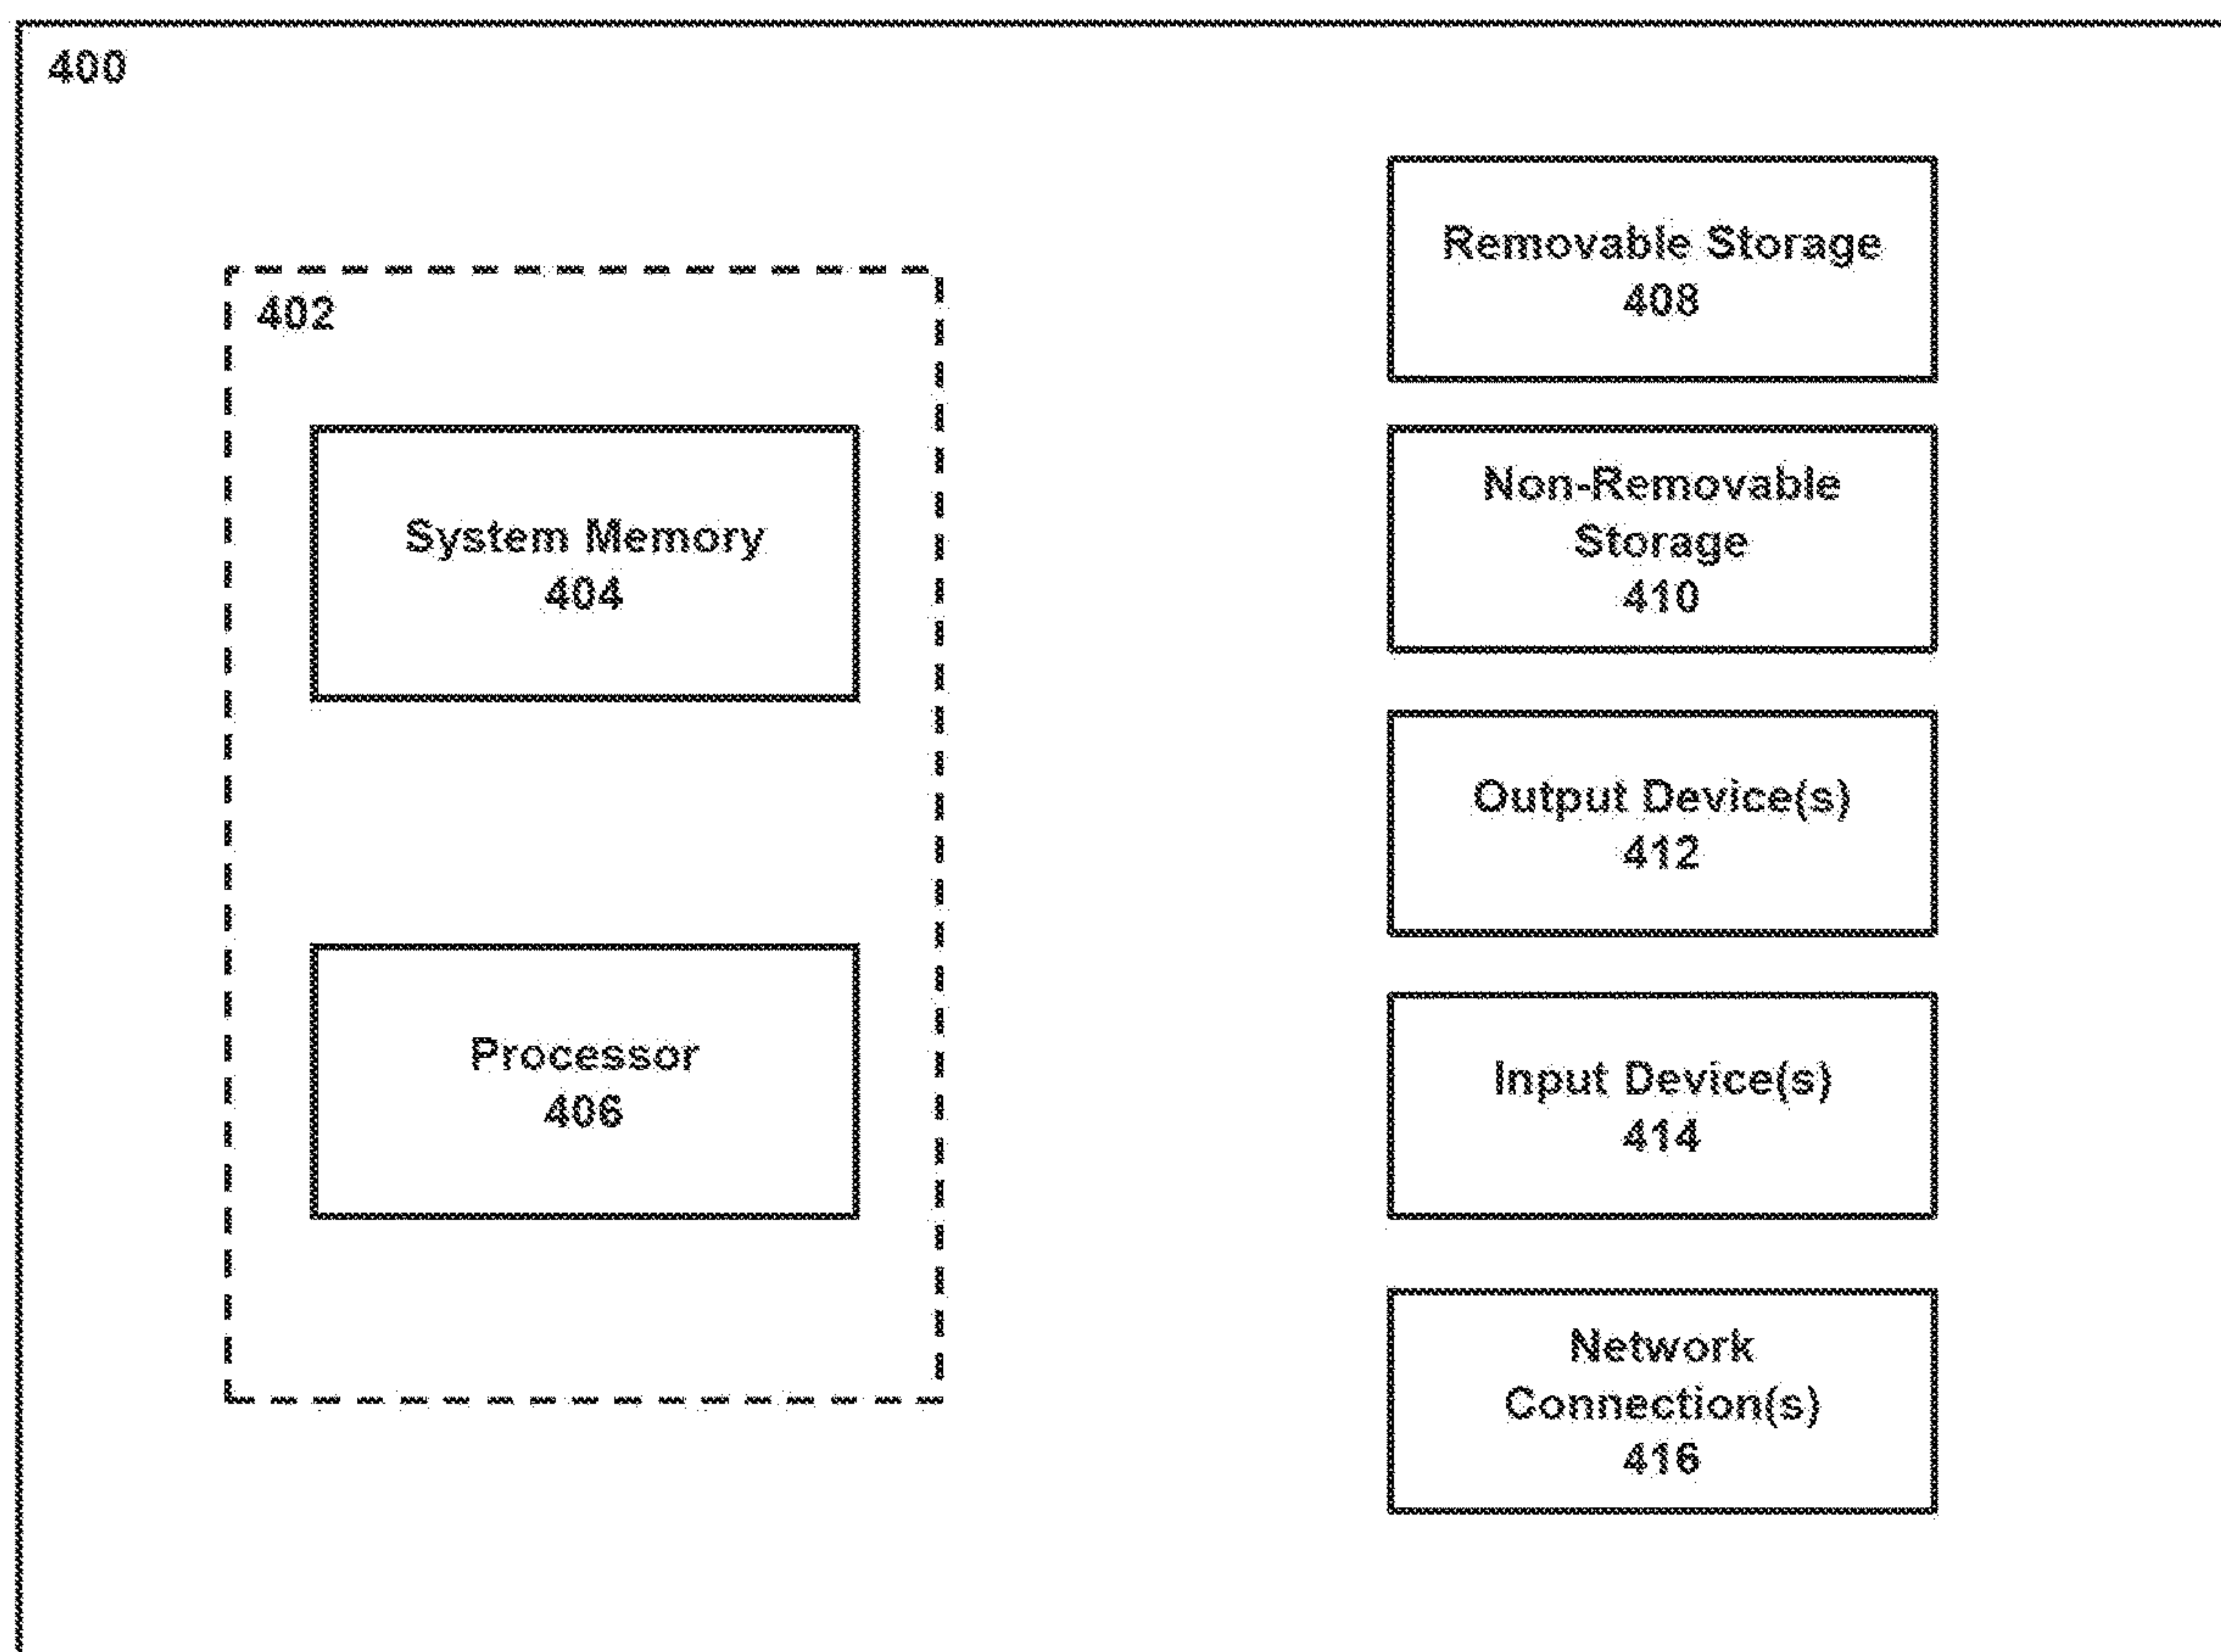 400
402
System Memory
404
Processor
406
Removable Storage
408
Non-Removable
Storage
410
Output Device(s)
412
Input Device(s)
414
Network
Connection(s)
416